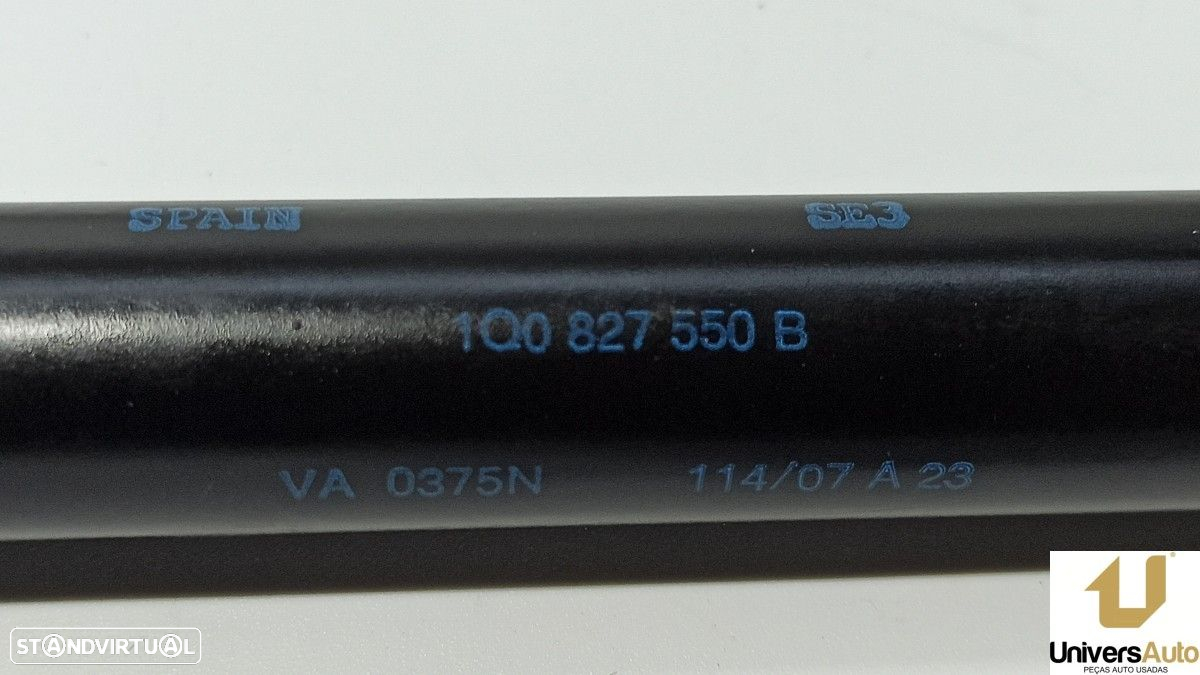 SPAIN SE3
1Q0 827 550 B
VA 0375N 114/07 A 23
STANDVIRTUAL
UniversAuto
PEÇAS AUTO USADAS